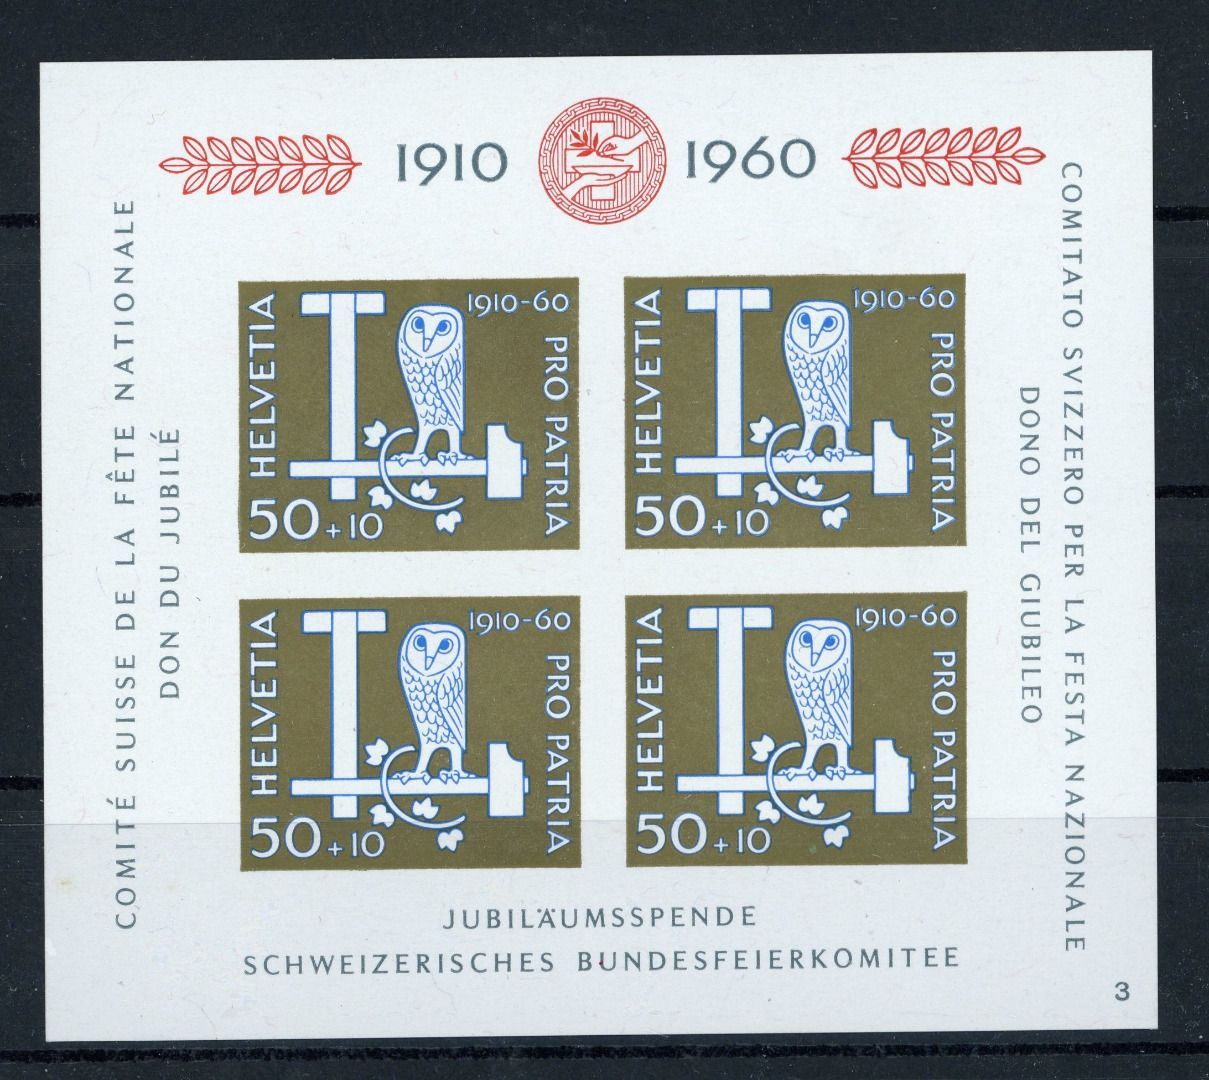 1910 1960
COMITÉ SUISSE DE LA FÊTE NATIONALE
DON DU JUBILÉ
HELVETIA
1910-60
PRO PATRIA
50+10
HELVETIA
1910-60
PRO PATRIA
50+10
HELVETIA
1910-60
PRO PATRIA
50+10
HELVETIA
1910-60
PRO PATRIA
50+10
COMITATO SVIZZERO PER LA FESTA NAZIONALE
DONO DEL GIUBILEO
JUBILÄUMSSPENDE
SCHWEIZERISCHES BUNDESFEIERKOMITEE
3